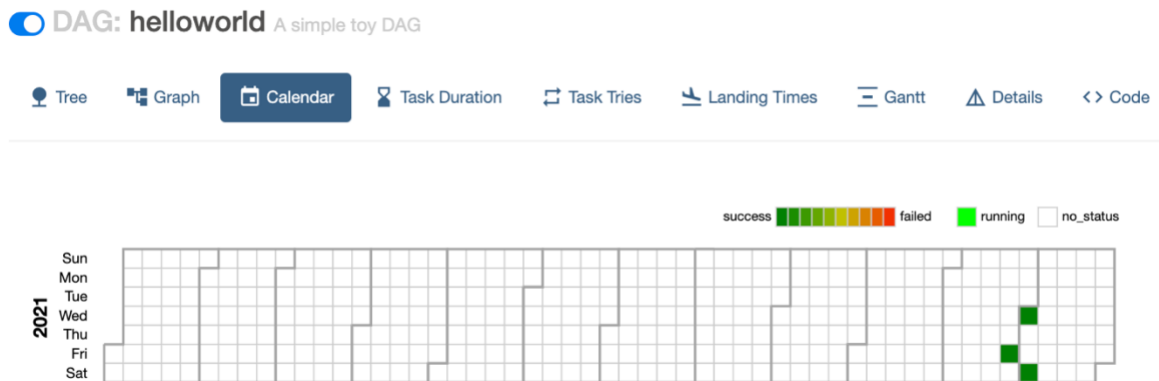 DAG: helloworld A simple toy DAG
Tree Graph Calendar Task Duration Task Tries Landing Times Gantt Details Code
success failed running no_status
2021
Sun
Mon
Tue
Wed
Thu
Fri
Sat